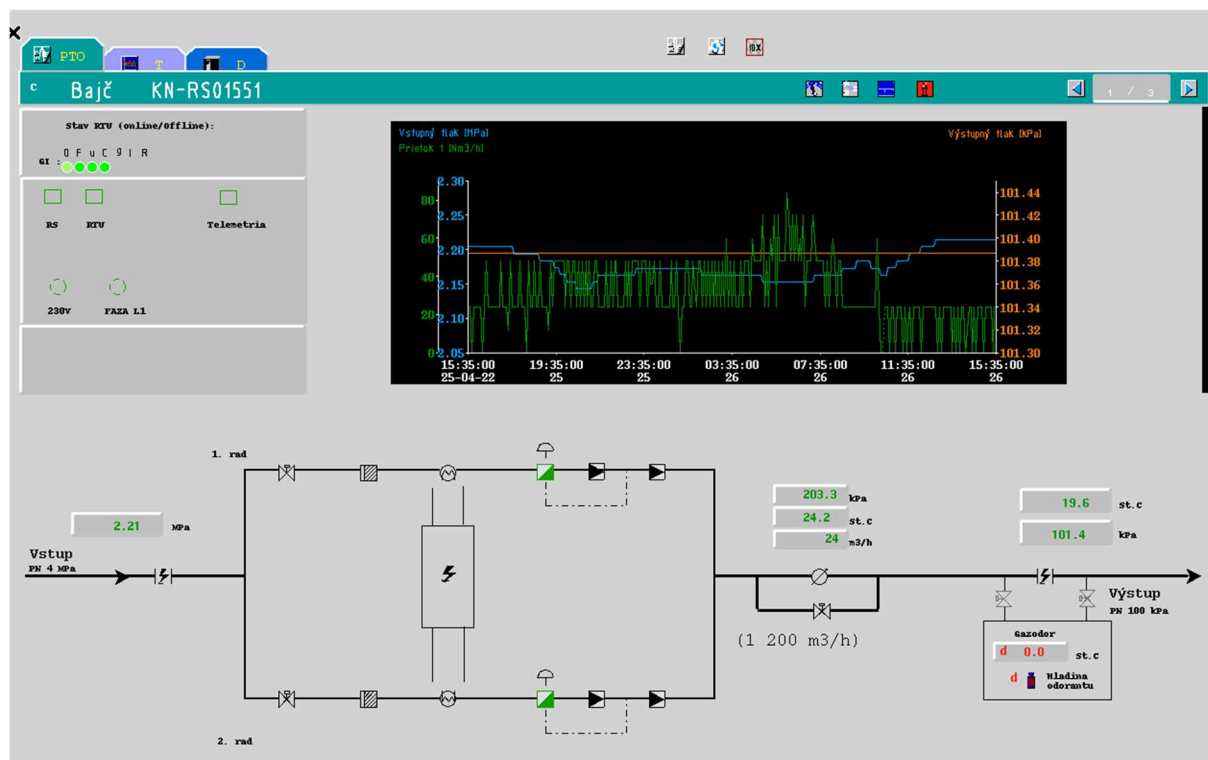 PTO
T
D
c Bajč KN-RS01551
1 / 3
Stav RTU (online/Offline):
GI :
RS RTU Telemetria
230V FAZA L1
Vstupný tlak [MPa]
Prietok 1 [Nm3/h]
Výstupný tlak [kPa]
80
60
40
20
0
2.30
2.25
2.20
2.15
2.10
2.05
101.44
101.42
101.40
101.38
101.36
101.34
101.32
101.30
15:35:00 19:35:00 23:35:00 03:35:00 07:35:00 11:35:00 15:35:00
25-04-22 25 25 26 26 26 26
1. rad
2.21 MPa
Vstup
PN 4 MPa
203.3 kPa
24.2 st.c
24 m3/h
(1 200 m3/h)
19.6 st.c
101.4 kPa
Výstup
PN 100 kPa
Gazodor
d 0.0 st.c
d Hladina
odorantu
2. rad